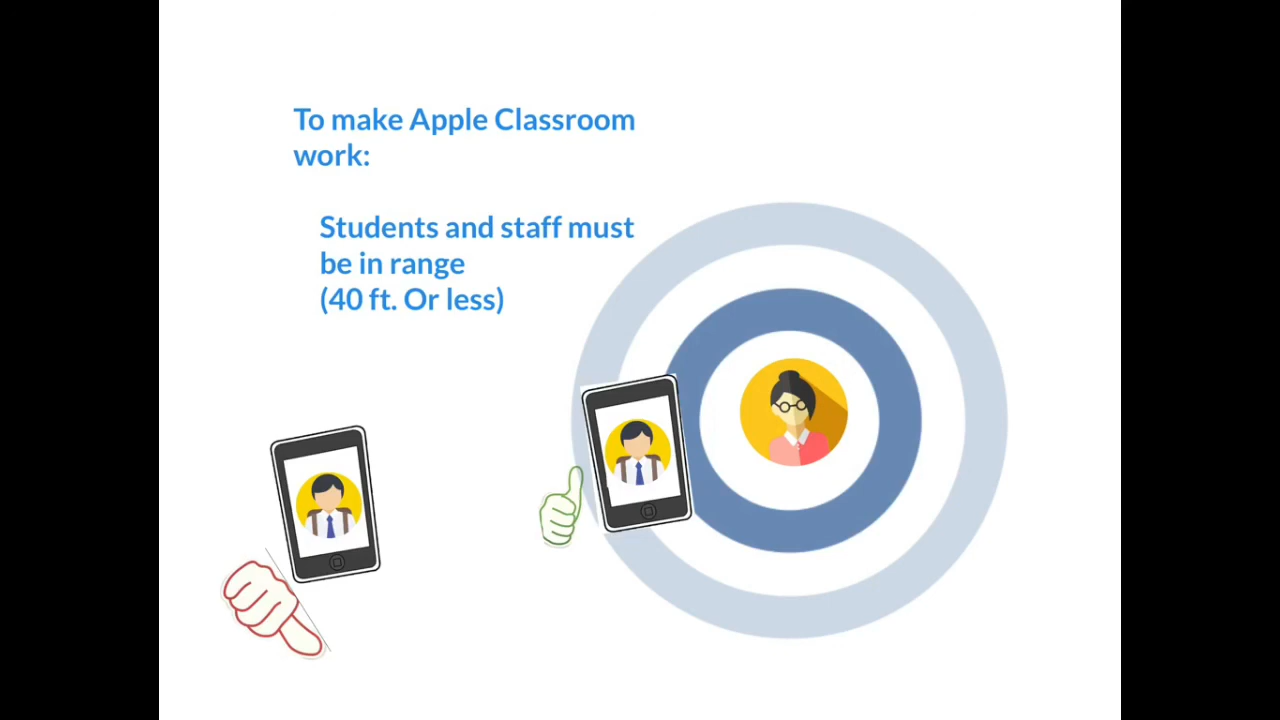 To make Apple Classroom
work:
Students and staff must
be in range
(40 ft. Or less)